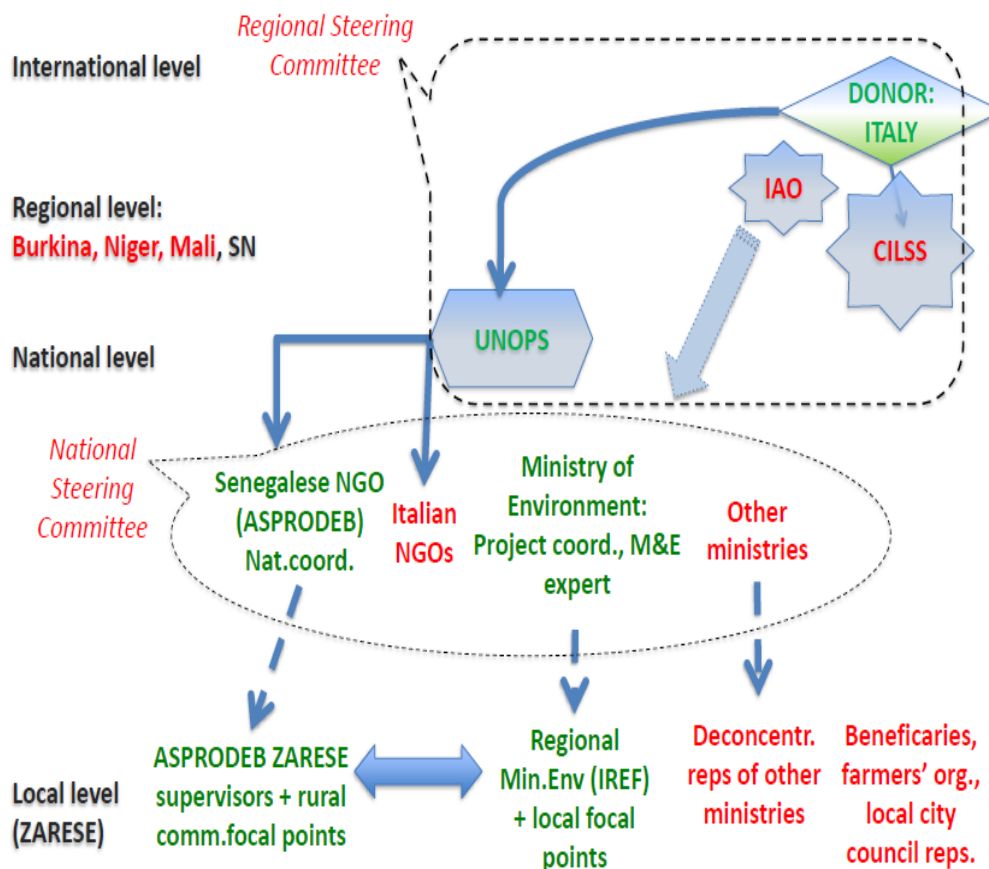 Regional Steering
Committee
International level
DONOR:
ITALY
IAO
Regional level:
Burkina, Niger, Mali, SN
CILSS
UNOPS
National level
National
Steering
Committee
Senegalese NGO
(ASPRODEB)
Nat.coord.
Italian
NGOs
Ministry of
Environment:
Project coord., M&E
expert
Other
ministries
Local level
(ZARESE)
ASPRODEB ZARESE
supervisors + rural
comm.focal points
Regional
Min.Env (IREF)
+ local focal
points
Deconcentr.
reps of other
ministries
Beneficaries,
farmers' org.,
local city
council reps.